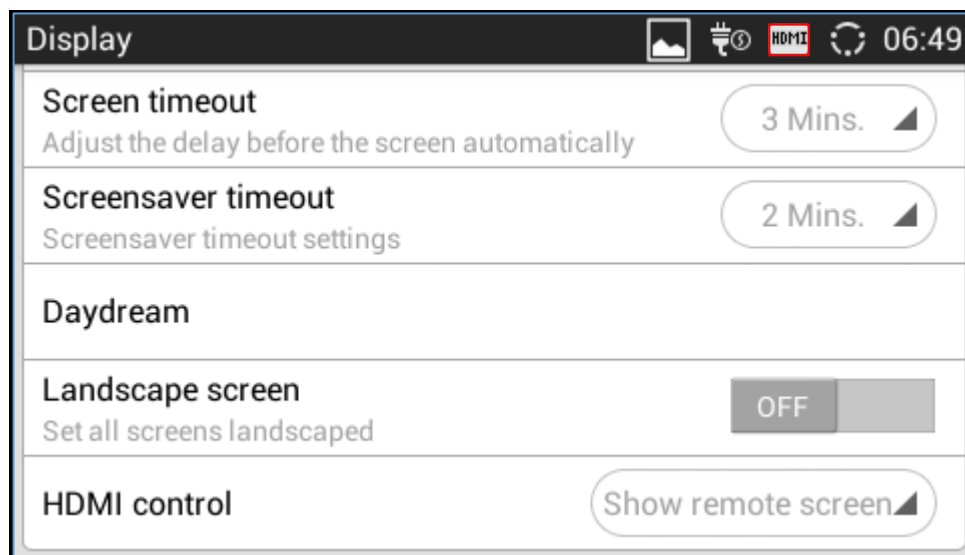 Display
HDMI
06:49
Screen timeout
Adjust the delay before the screen automatically
3 Mins.
Screensaver timeout
Screensaver timeout settings
2 Mins.
Daydream
Landscape screen
Set all screens landscaped
OFF
HDMI control
Show remote screen